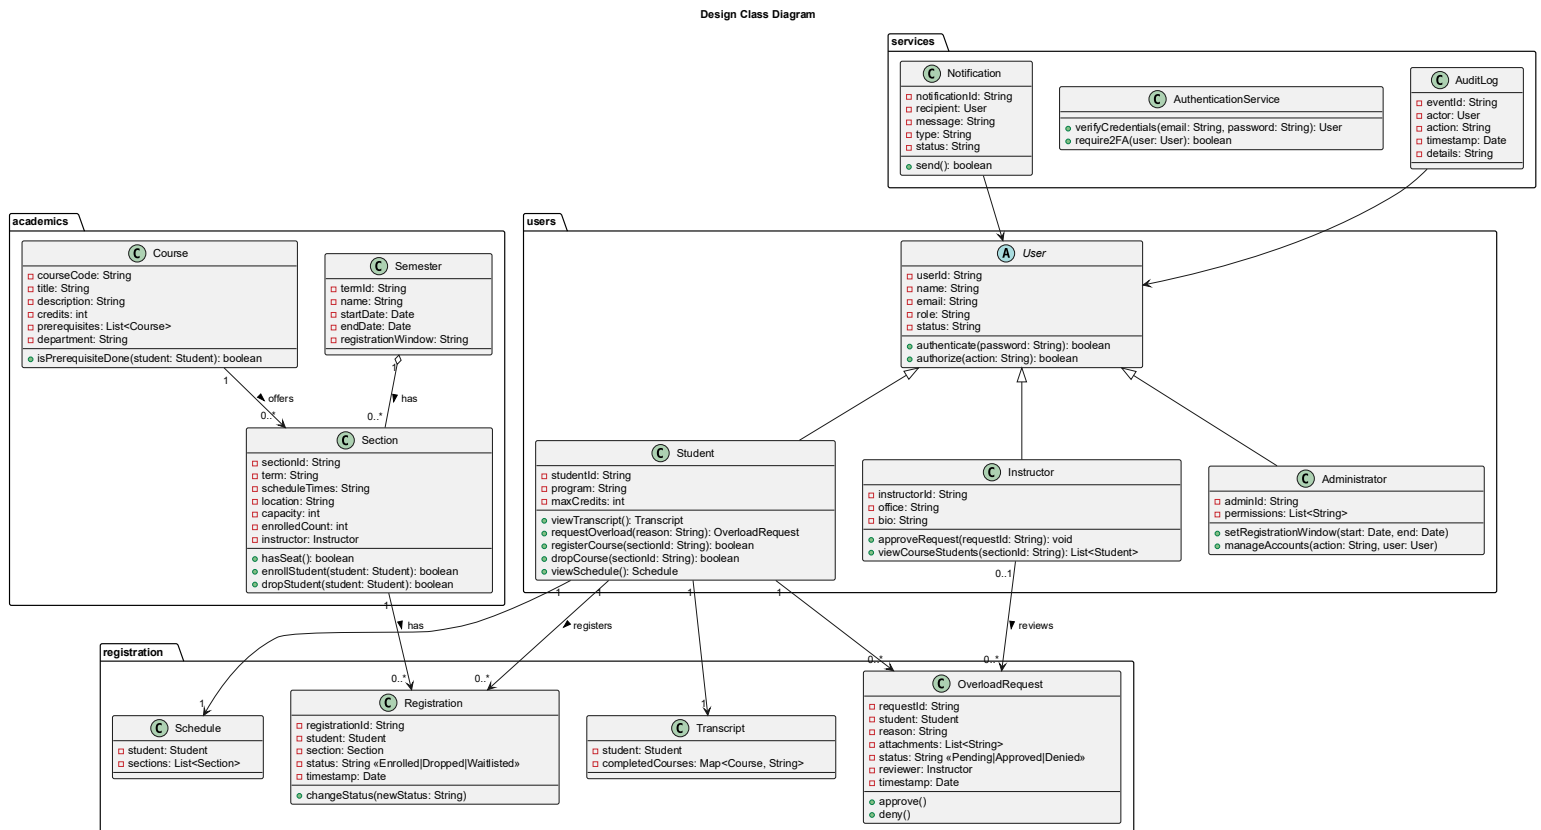 Design Class Diagram
services
C Notification
notificationId: String
recipient: User
message: String
type: String
status: String
send(): boolean
C AuthenticationService
verifyCredentials(email: String, password: String): User
require2FA(user: User): boolean
C AuditLog
eventId: String
actor: User
action: String
timestamp: Date
details: String
academics
C Course
courseCode: String
title: String
description: String
credits: int
prerequisites: List<Course>
department: String
isPrerequisiteDone(student: Student): boolean
C Semester
termId: String
name: String
startDate: Date
endDate: Date
registrationWindow: String
1
offers
0..*
1
has
0..*
C Section
sectionId: String
term: String
scheduleTimes: String
location: String
capacity: int
enrolledCount: int
instructor: Instructor
hasSeat(): boolean
enrollStudent(student: Student): boolean
dropStudent(student: Student): boolean
users
A User
userId: String
name: String
email: String
role: String
status: String
authenticate(password: String): boolean
authorize(action: String): boolean
C Student
studentId: String
program: String
maxCredits: int
viewTranscript(): Transcript
requestOverload(reason: String): OverloadRequest
registerCourse(sectionId: String): boolean
dropCourse(sectionId: String): boolean
viewSchedule(): Schedule
C Instructor
instructorId: String
office: String
bio: String
approveRequest(requestId: String): void
viewCourseStudents(sectionId: String): List<Student>
C Administrator
adminId: String
permissions: List<String>
setRegistrationWindow(start: Date, end: Date)
manageAccounts(action: String, user: User)
1
has
0..*
1
1
1
registers
0..*
1
1
1
0..*
0..1
reviews
0..*
registration
C Schedule
student: Student
sections: List<Section>
C Registration
registrationId: String
student: Student
section: Section
status: String «Enrolled|Dropped|Waitlisted»
timestamp: Date
changeStatus(newStatus: String)
C Transcript
student: Student
completedCourses: Map<Course, String>
C OverloadRequest
requestId: String
student: Student
reason: String
attachments: List<String>
status: String «Pending|Approved|Denied»
reviewer: Instructor
timestamp: Date
approve()
deny()